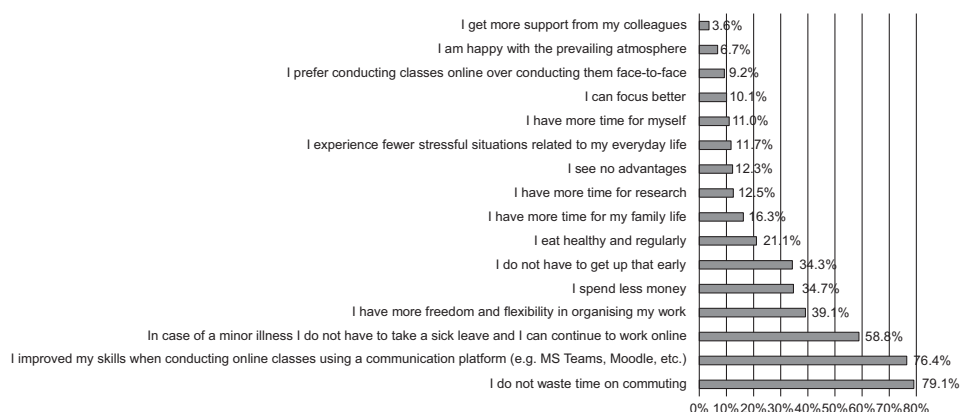 I get more support from my colleagues 3.6%
I am happy with the prevailing atmosphere 6.7%
I prefer conducting classes online over conducting them face-to-face 9.2%
I can focus better 10.1%
I have more time for myself 11.0%
I experience fewer stressful situations related to my everyday life 11.7%
I see no advantages 12.3%
I have more time for research 12.5%
I have more time for my family life 16.3%
I eat healthy and regularly 21.1%
I do not have to get up that early 34.3%
I spend less money 34.7%
I have more freedom and flexibility in organising my work 39.1%
In case of a minor illness I do not have to take a sick leave and I can continue to work online 58.8%
I improved my skills when conducting online classes using a communication platform (e.g. MS Teams, Moodle, etc.) 76.4%
I do not waste time on commuting 79.1%
0% 10% 20% 30% 40% 50% 60% 70% 80%